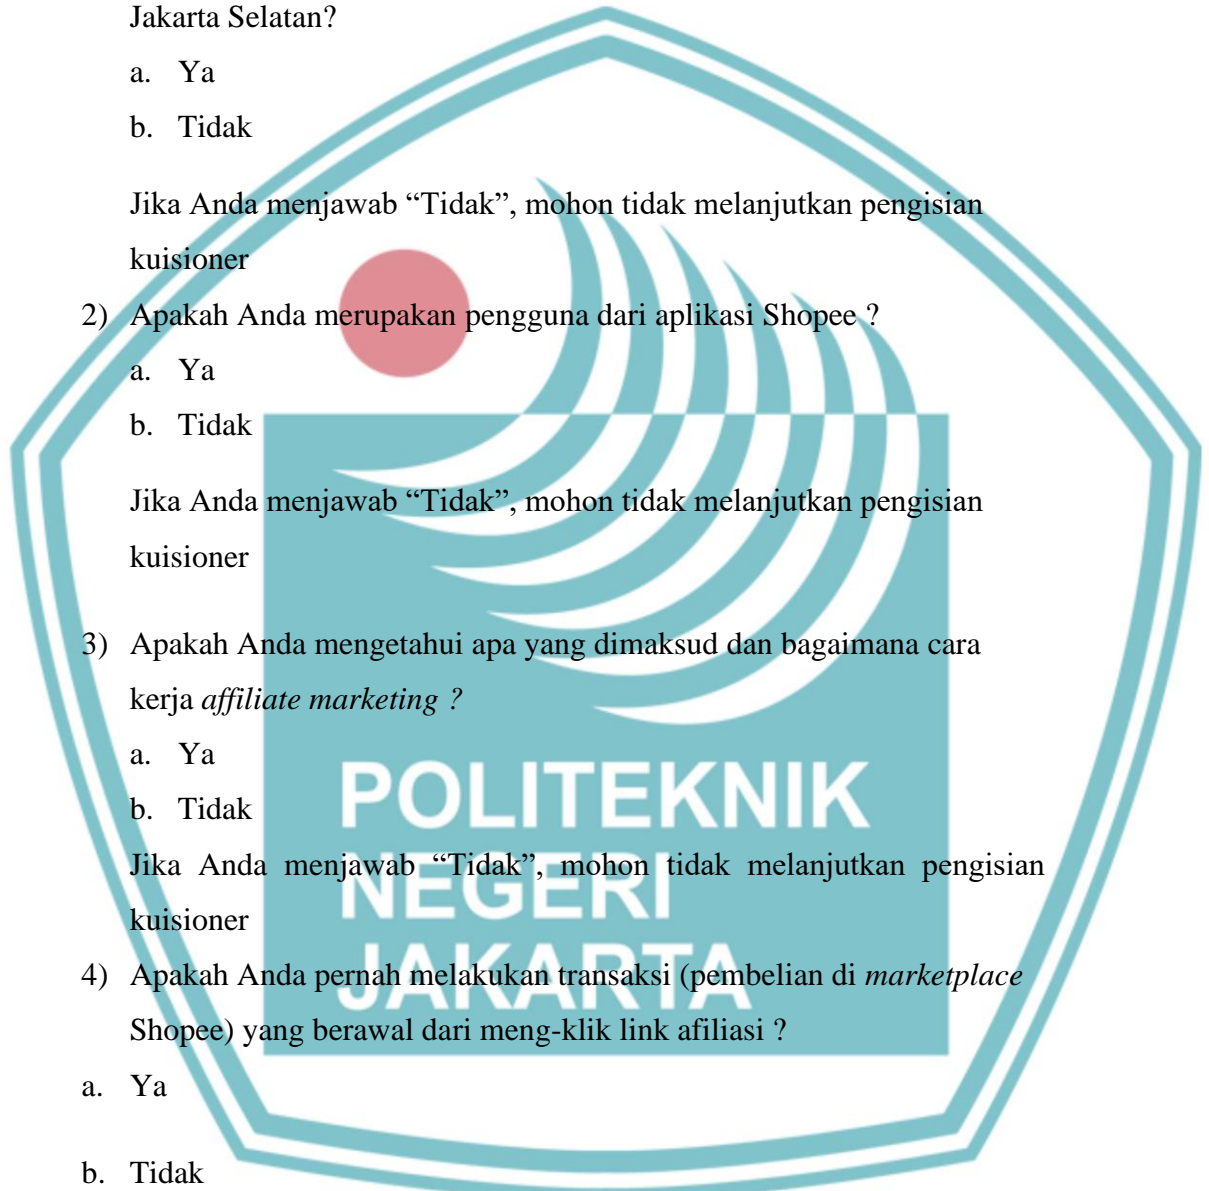 Jakarta Selatan?
a. Ya
b. Tidak
Jika Anda menjawab “Tidak”, mohon tidak melanjutkan pengisian
kuisioner
2) Apakah Anda merupakan pengguna dari aplikasi Shopee ?
a. Ya
b. Tidak
Jika Anda menjawab “Tidak”, mohon tidak melanjutkan pengisian
kuisioner
3) Apakah Anda mengetahui apa yang dimaksud dan bagaimana cara
kerja affiliate marketing ?
a. Ya
b. Tidak
Jika Anda menjawab “Tidak”, mohon tidak melanjutkan pengisian
kuisioner
4) Apakah Anda pernah melakukan transaksi (pembelian di marketplace
Shopee) yang berawal dari meng-klik link afiliasi ?
a. Ya
b. Tidak
POLITEKNIK
NEGERI
JAKARTA